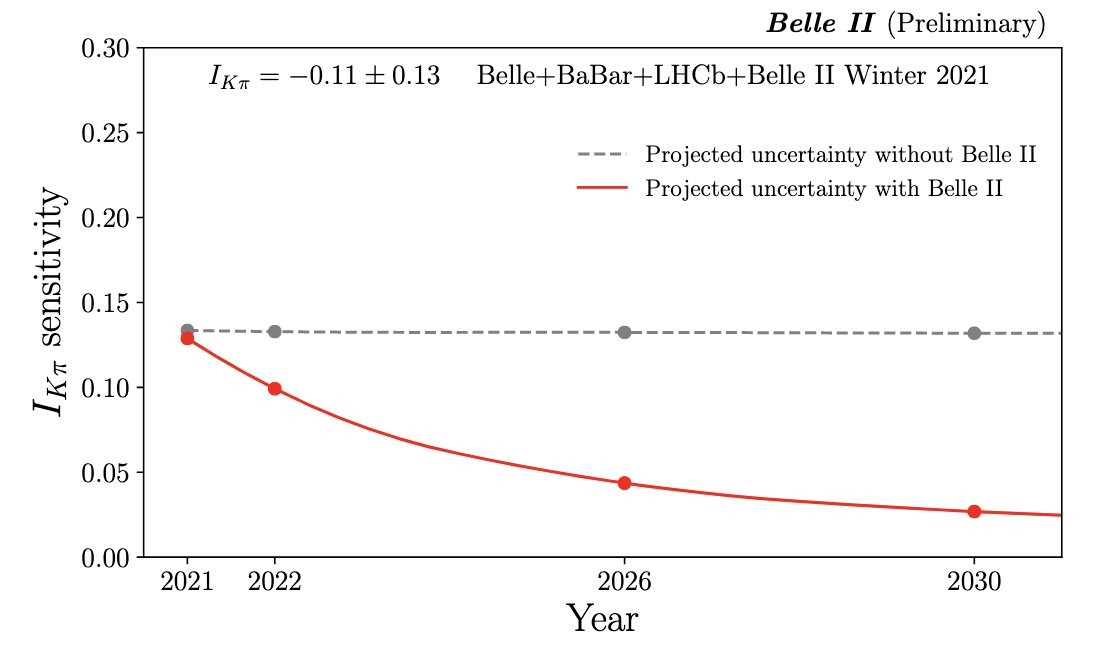 Belle II (Preliminary)
I_{Kπ} = −0.11 ± 0.13 Belle+BaBar+LHCb+Belle II Winter 2021
Projected uncertainty without Belle II
Projected uncertainty with Belle II
I_{Kπ} sensitivity
0.30
0.25
0.20
0.15
0.10
0.05
0.00
2021 2022 2026 2030
Year